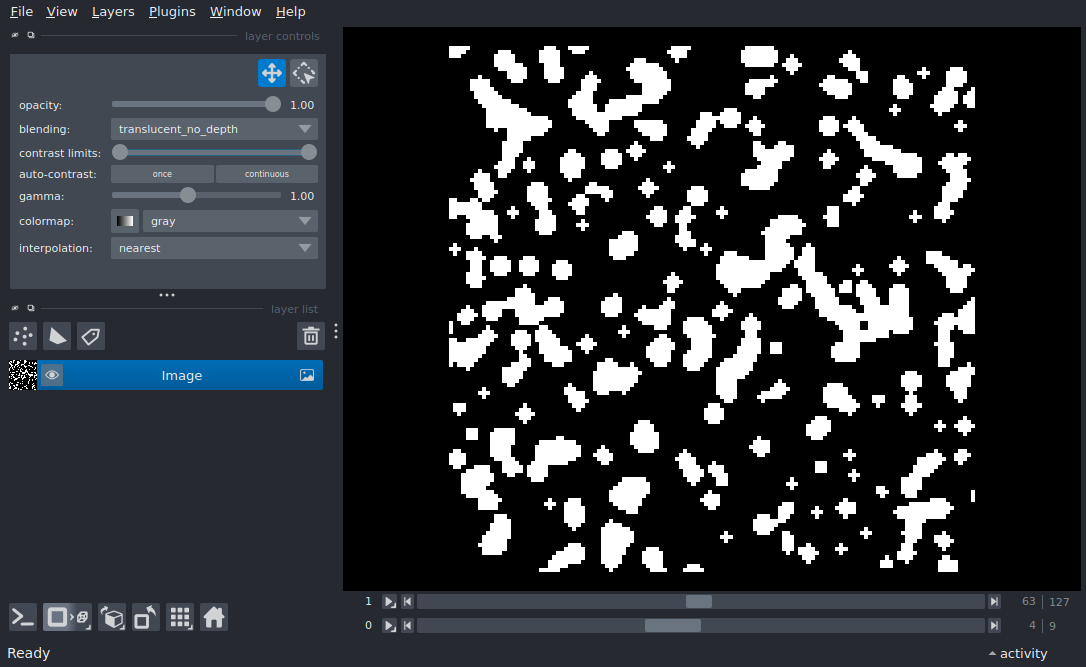 File View Layers Plugins Window Help
layer controls
opacity: 1.00
blending: translucent_no_depth
contrast limits:
auto-contrast: once continuous
gamma: 1.00
colormap: gray
interpolation: nearest
layer list
Image
1 63 127
0 4 9
Ready activity